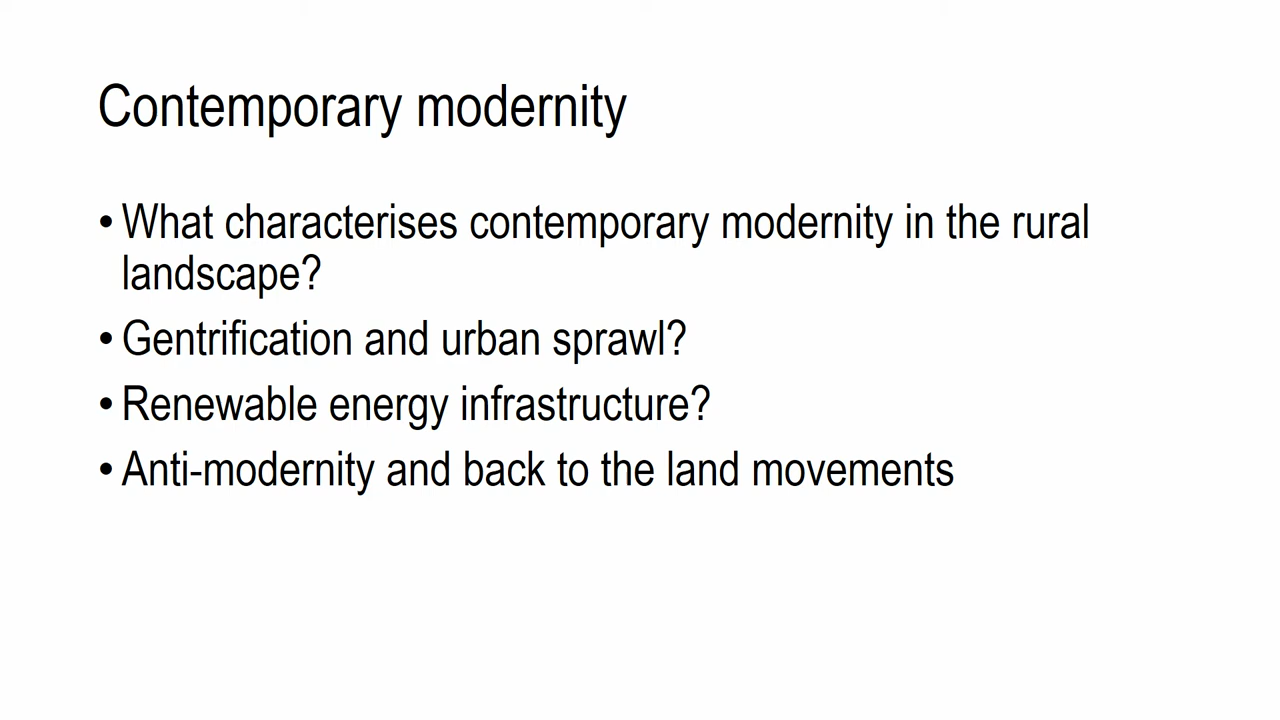 Contemporary modernity
• What characterises contemporary modernity in the rural
landscape?
• Gentrification and urban sprawl?
• Renewable energy infrastructure?
• Anti-modernity and back to the land movements